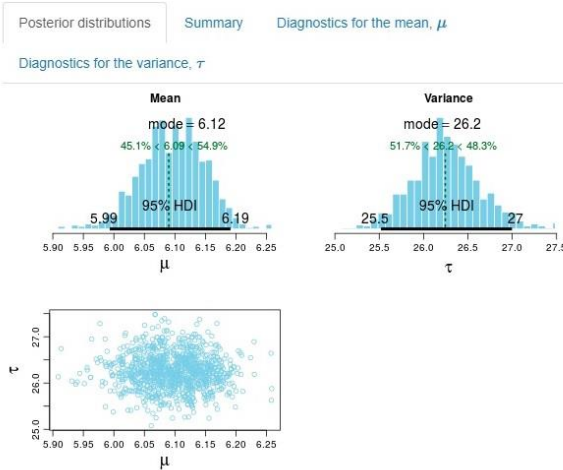 Posterior distributions Summary Diagnostics for the mean, μ
Diagnostics for the variance, τ
Mean
mode = 6.12
45.1% < 6.09 < 54.9%
95% HDI
5.99 6.19
5.90 5.95 6.00 6.05 6.10 6.15 6.20 6.25
μ
Variance
mode = 26.2
51.7% < 26.2 < 48.3%
95% HDI
25.5 27
25.0 25.5 26.0 26.5 27.0 27.5
τ
τ
27.0
26.0
25.0
5.90 5.95 6.00 6.05 6.10 6.15 6.20 6.25
μ